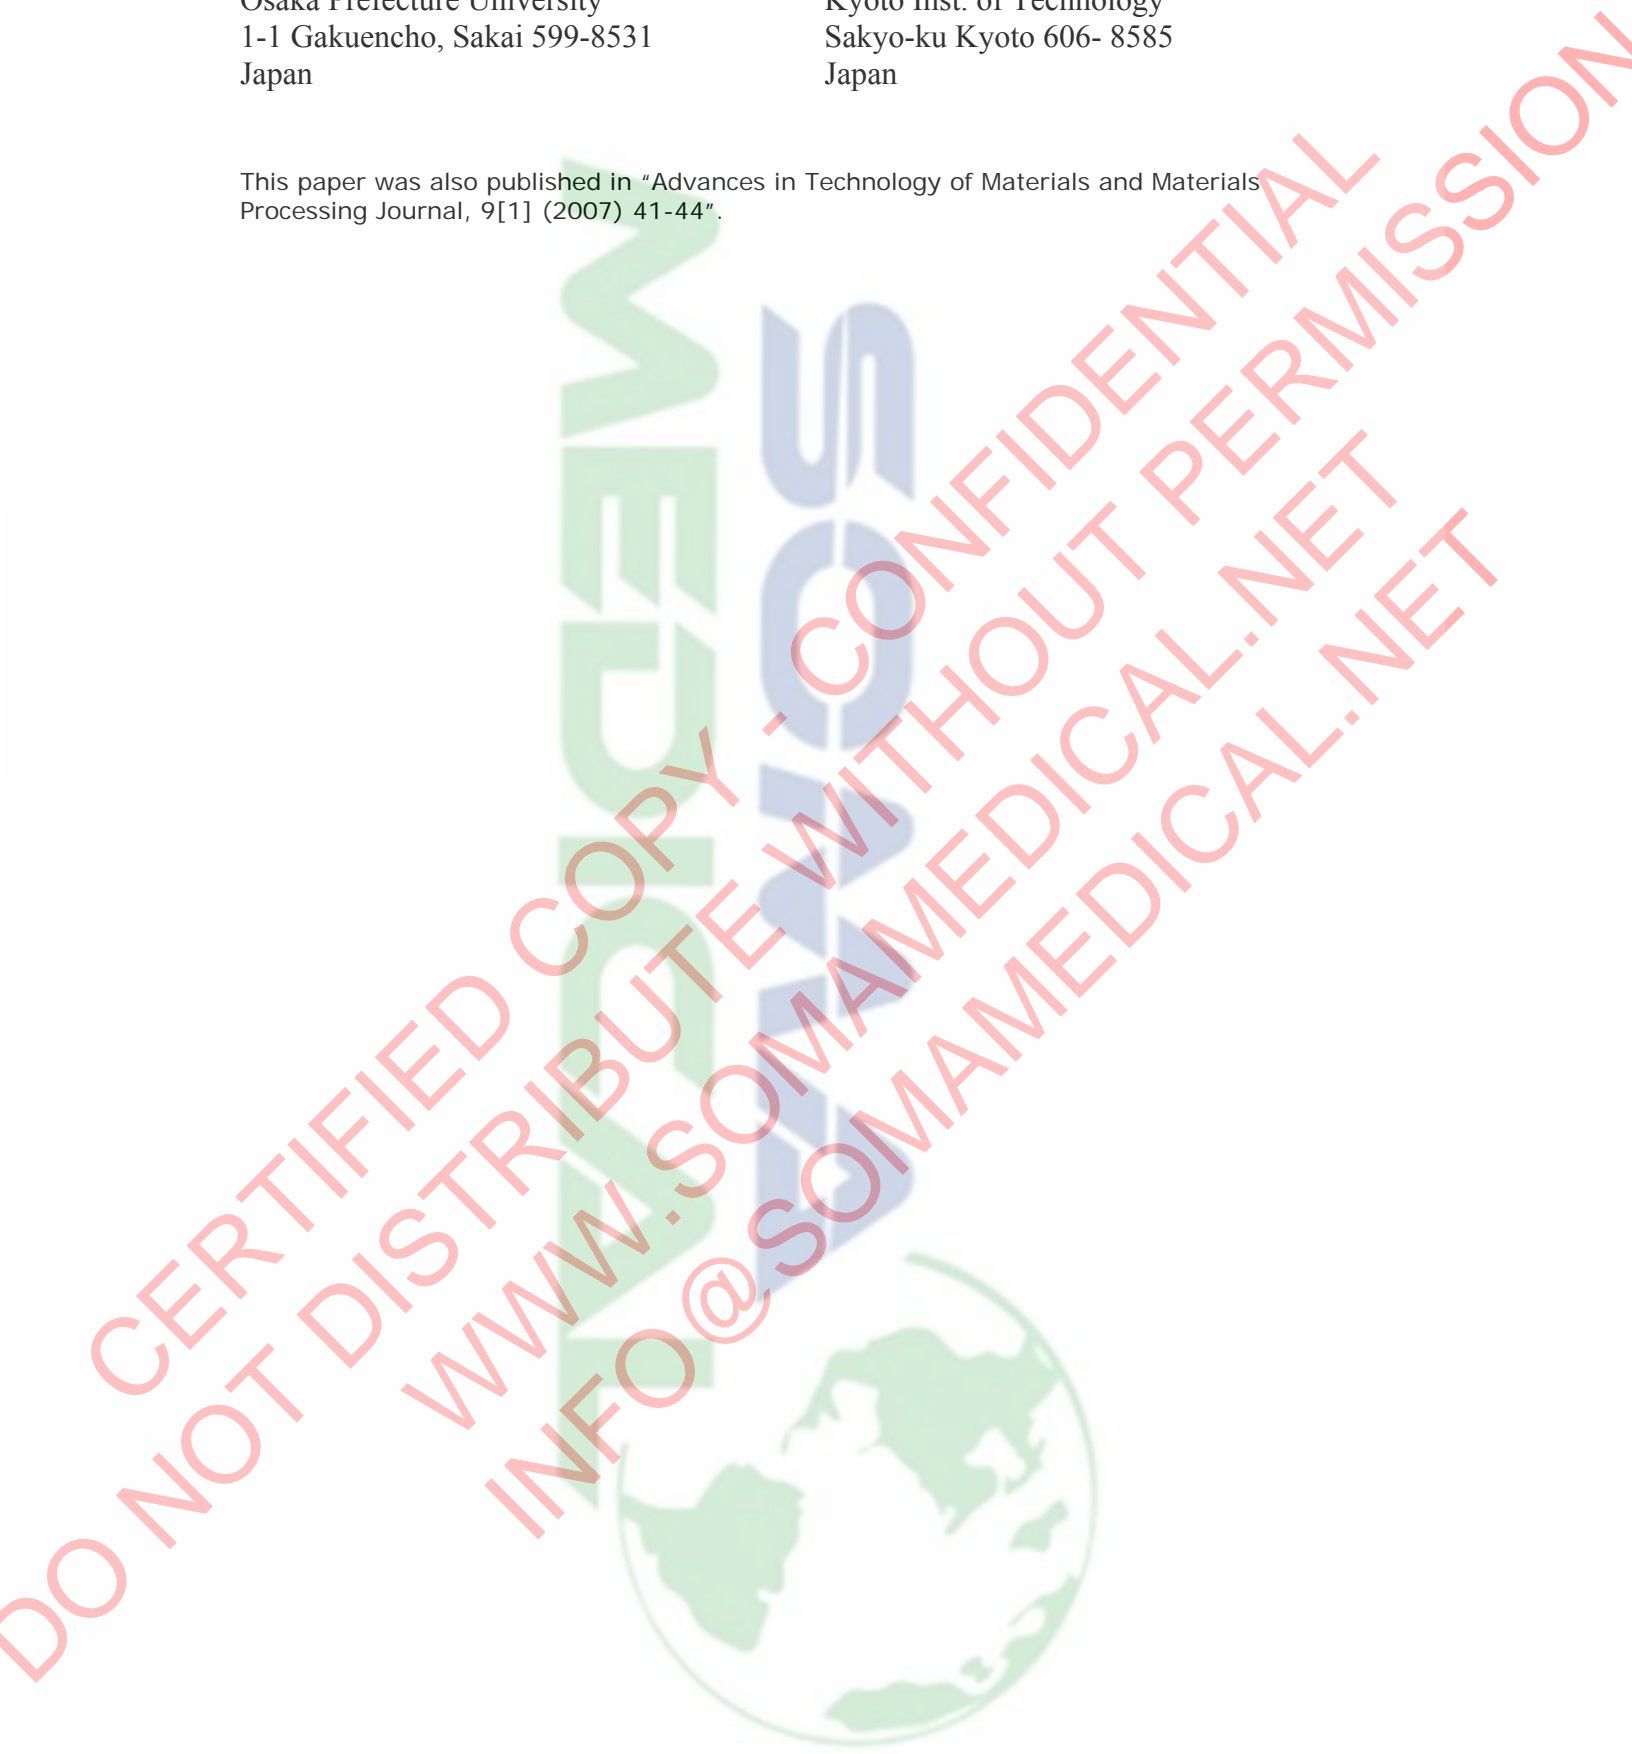 Osaka Prefecture University
Kyoto Inst. of Technology
1-1 Gakuencho, Sakai 599-8531
Sakyo-ku Kyoto 606- 8585
Japan
Japan
This paper was also published in “Advances in Technology of Materials and Materials
Processing Journal, 9[1] (2007) 41-44”.
SOMA
MEDICAL
CERTIFIED COPY - CONFIDENTIAL
DO NOT DISTRIBUTE WITHOUT PERMISSION
WWW.SOMAMEDICAL.NET
INFO@SOMAMEDICAL.NET